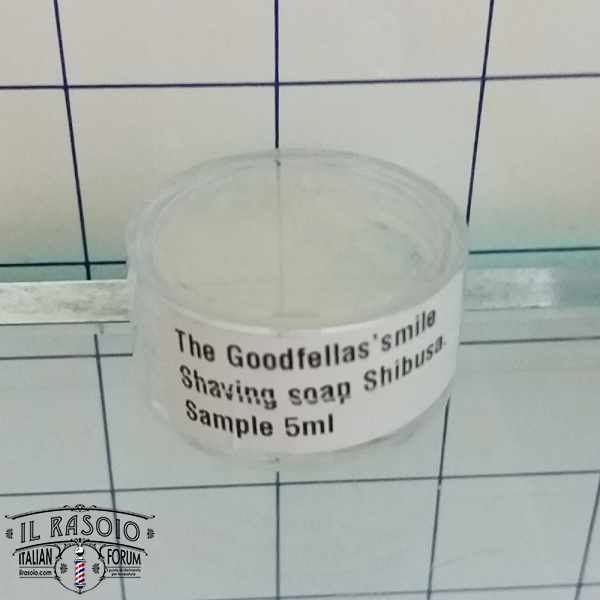 The Goodfellas'smile
Shaving soap Shibusa.
Sample 5ml
IL RASOIO
ITALIAN FORUM
ilrasoio.com